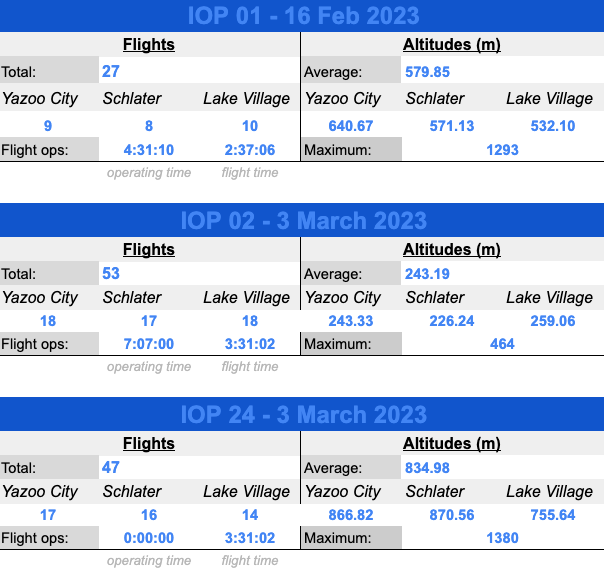 IOP 01 - 16 Feb 2023
Flights Altitudes (m)
Total: 27 Average: 579.85
Yazoo City Schlater Lake Village Yazoo City Schlater Lake Village
9 8 10 640.67 571.13 532.10
Flight ops: 4:31:10 2:37:06 Maximum: 1293
operating time flight time
IOP 02 - 3 March 2023
Flights Altitudes (m)
Total: 53 Average: 243.19
Yazoo City Schlater Lake Village Yazoo City Schlater Lake Village
18 17 18 243.33 226.24 259.06
Flight ops: 7:07:00 3:31:02 Maximum: 464
operating time flight time
IOP 24 - 3 March 2023
Flights Altitudes (m)
Total: 47 Average: 834.98
Yazoo City Schlater Lake Village Yazoo City Schlater Lake Village
17 16 14 866.82 870.56 755.64
Flight ops: 0:00:00 3:31:02 Maximum: 1380
operating time flight time